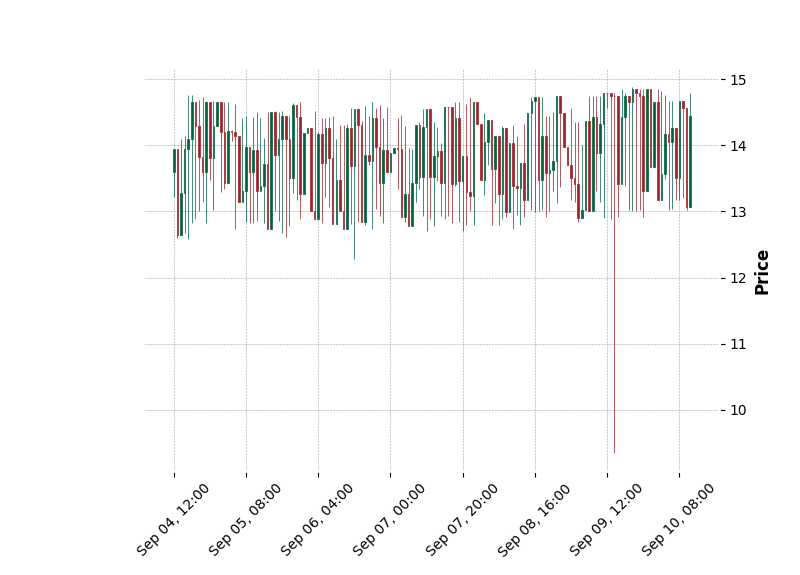 15
14
13
12
11
10
Price
Sep 04, 12:00
Sep 05, 08:00
Sep 06, 04:00
Sep 07, 00:00
Sep 07, 20:00
Sep 08, 16:00
Sep 09, 12:00
Sep 10, 08:00